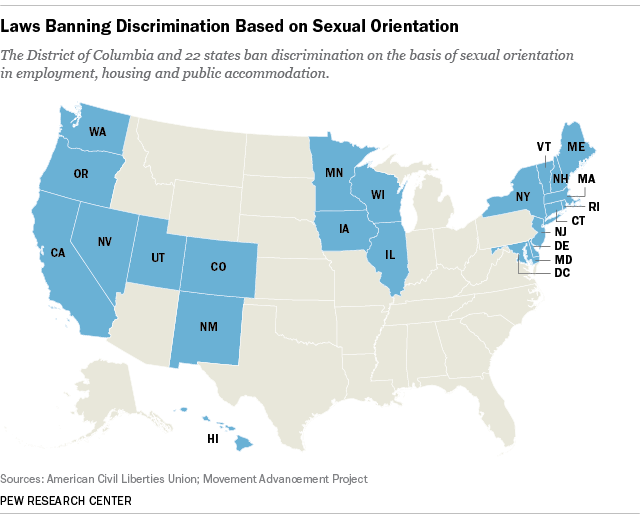 Laws Banning Discrimination Based on Sexual Orientation
The District of Columbia and 22 states ban discrimination on the basis of sexual orientation
in employment, housing and public accommodation.
WA
OR
CA
NV
UT
CO
NM
MN
WI
IA
IL
VT
ME
NH
MA
NY
RI
CT
NJ
DE
MD
DC
HI
Sources: American Civil Liberties Union; Movement Advancement Project
PEW RESEARCH CENTER